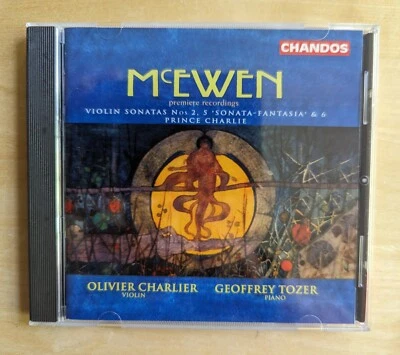 CHANDOS
McEWEN
premiere recordings
VIOLIN SONATAS Nos 2, 5 'SONATA-FANTASIA' & 6
PRINCE CHARLIE
OLIVIER CHARLIER GEOFFREY TOZER
VIOLIN PIANO